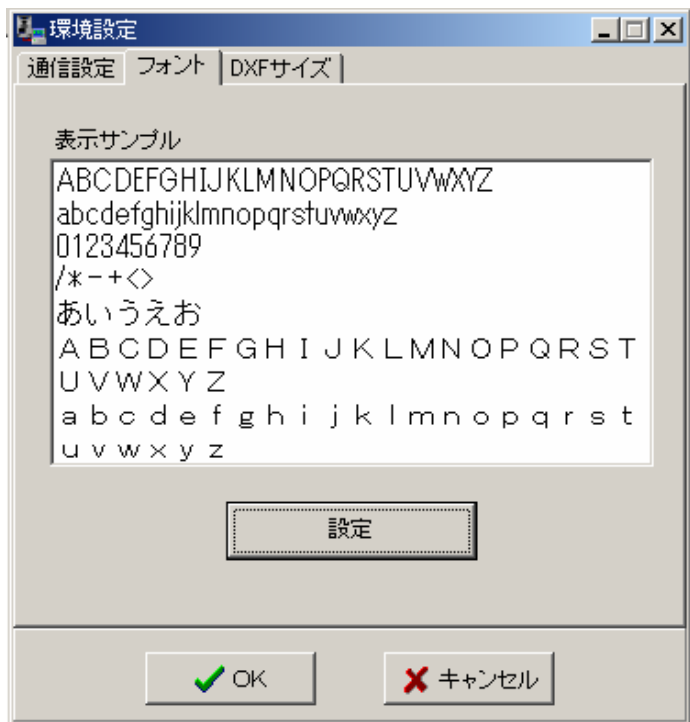 環境設定
通信設定 フォント DXFサイズ
表示サンプル
ABCDEFGHIJKLMNOPQRSTUVWXYZ
abcdefghijklmnopqrstuvwxyz
0123456789
/*-+<>
あいうえお
ＡＢＣＤＥＦＧＨＩＪＫＬＭＮＯＰＱＲＳＴ
ＵＶＷＸＹＺ
ａｂｃｄｅｆｇｈｉｊｋｌｍｎｏｐｑｒｓｔ
ｕｖｗｘｙｚ
設定
OK キャンセル